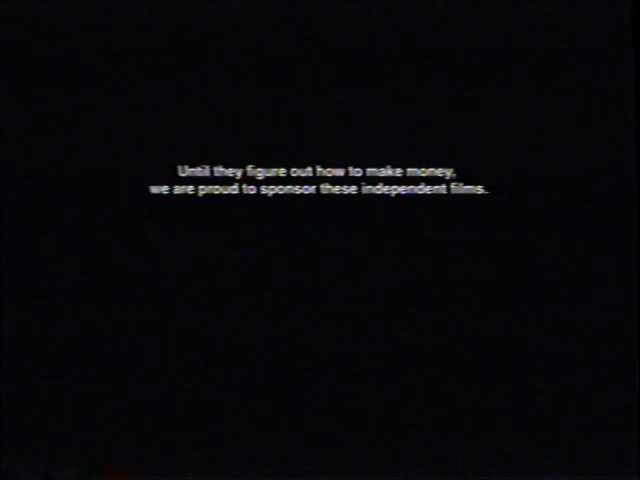 Until they figure out how to make money,
we are proud to sponsor these independent films.